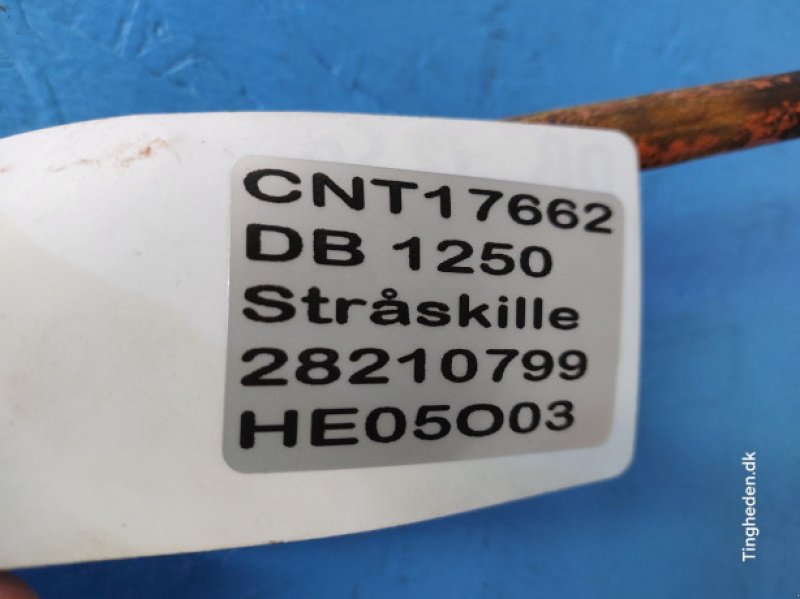 CNT17662
DB 1250
Stråskille
28210799
HE05O03
Tingheden.dk